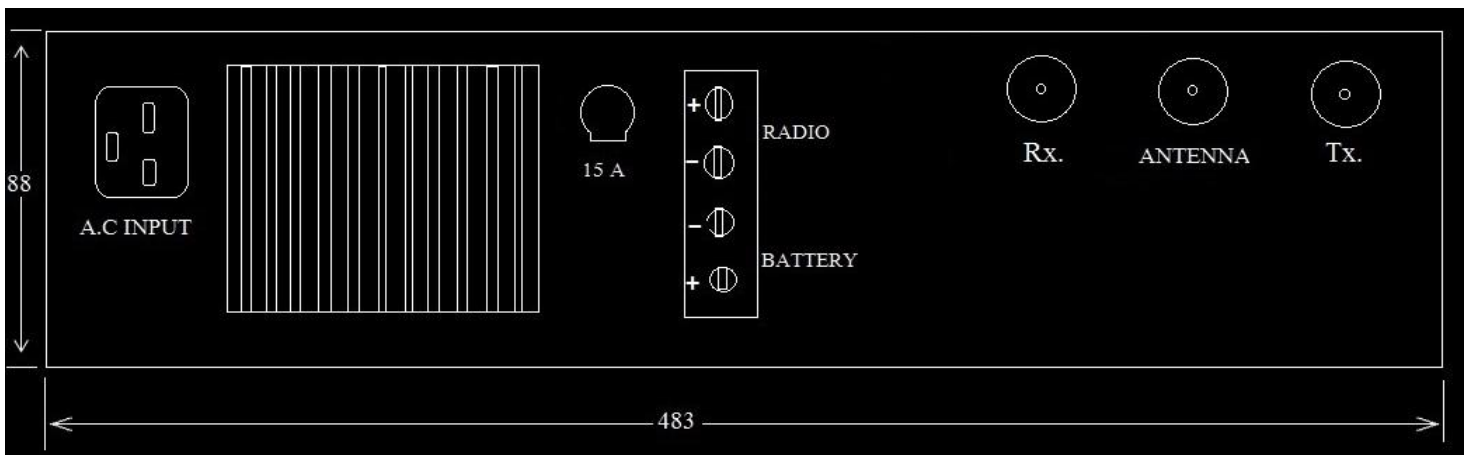 88
A.C INPUT
15 A
+
RADIO
−
−
BATTERY
+
Rx.
ANTENNA
Tx.
483